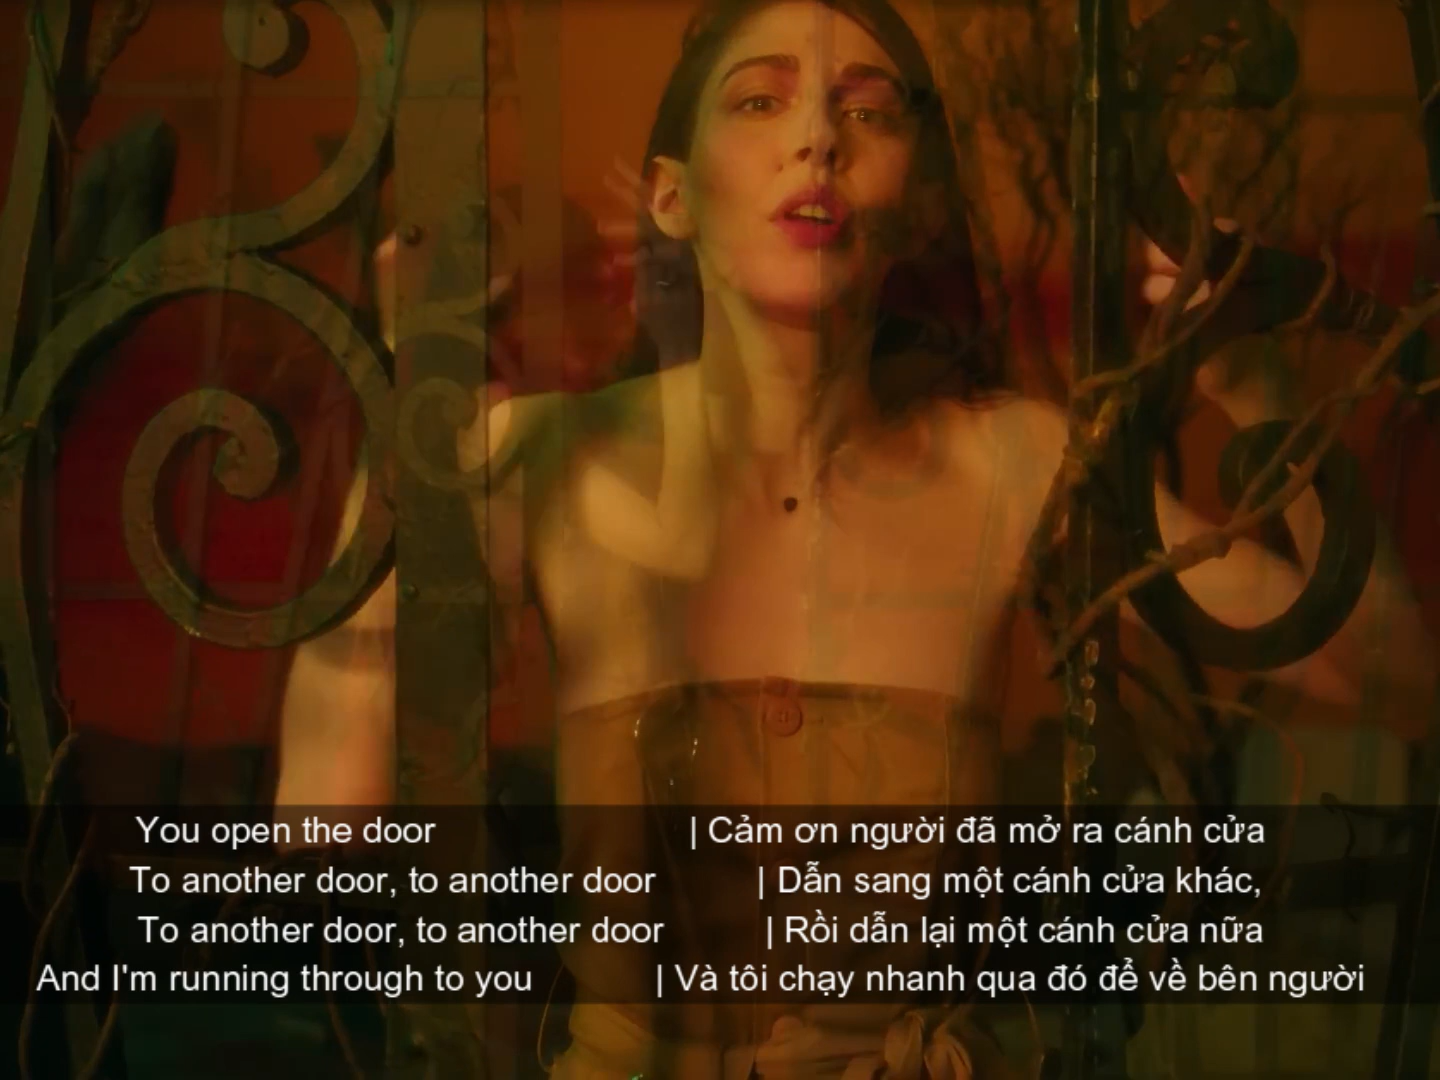 You open the door | Cảm ơn người đã mở ra cánh cửa
To another door, to another door | Dẫn sang một cánh cửa khác,
To another door, to another door | Rồi dẫn lại một cánh cửa nữa
And I'm running through to you | Và tôi chạy nhanh qua đó để về bên người